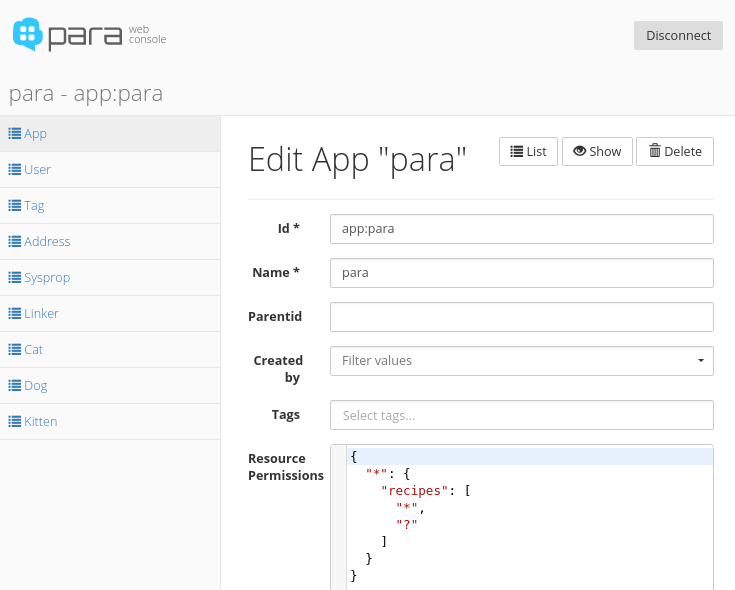 para web console
Disconnect
para - app:para
App
User
Tag
Address
Sysprop
Linker
Cat
Dog
Kitten
Edit App "para"
List
Show
Delete
Id * app:para
Name * para
Parentid
Created by Filter values
Tags Select tags...
Resource Permissions
{
"*": {
"recipes": [
"*",
"?"
]
}
}